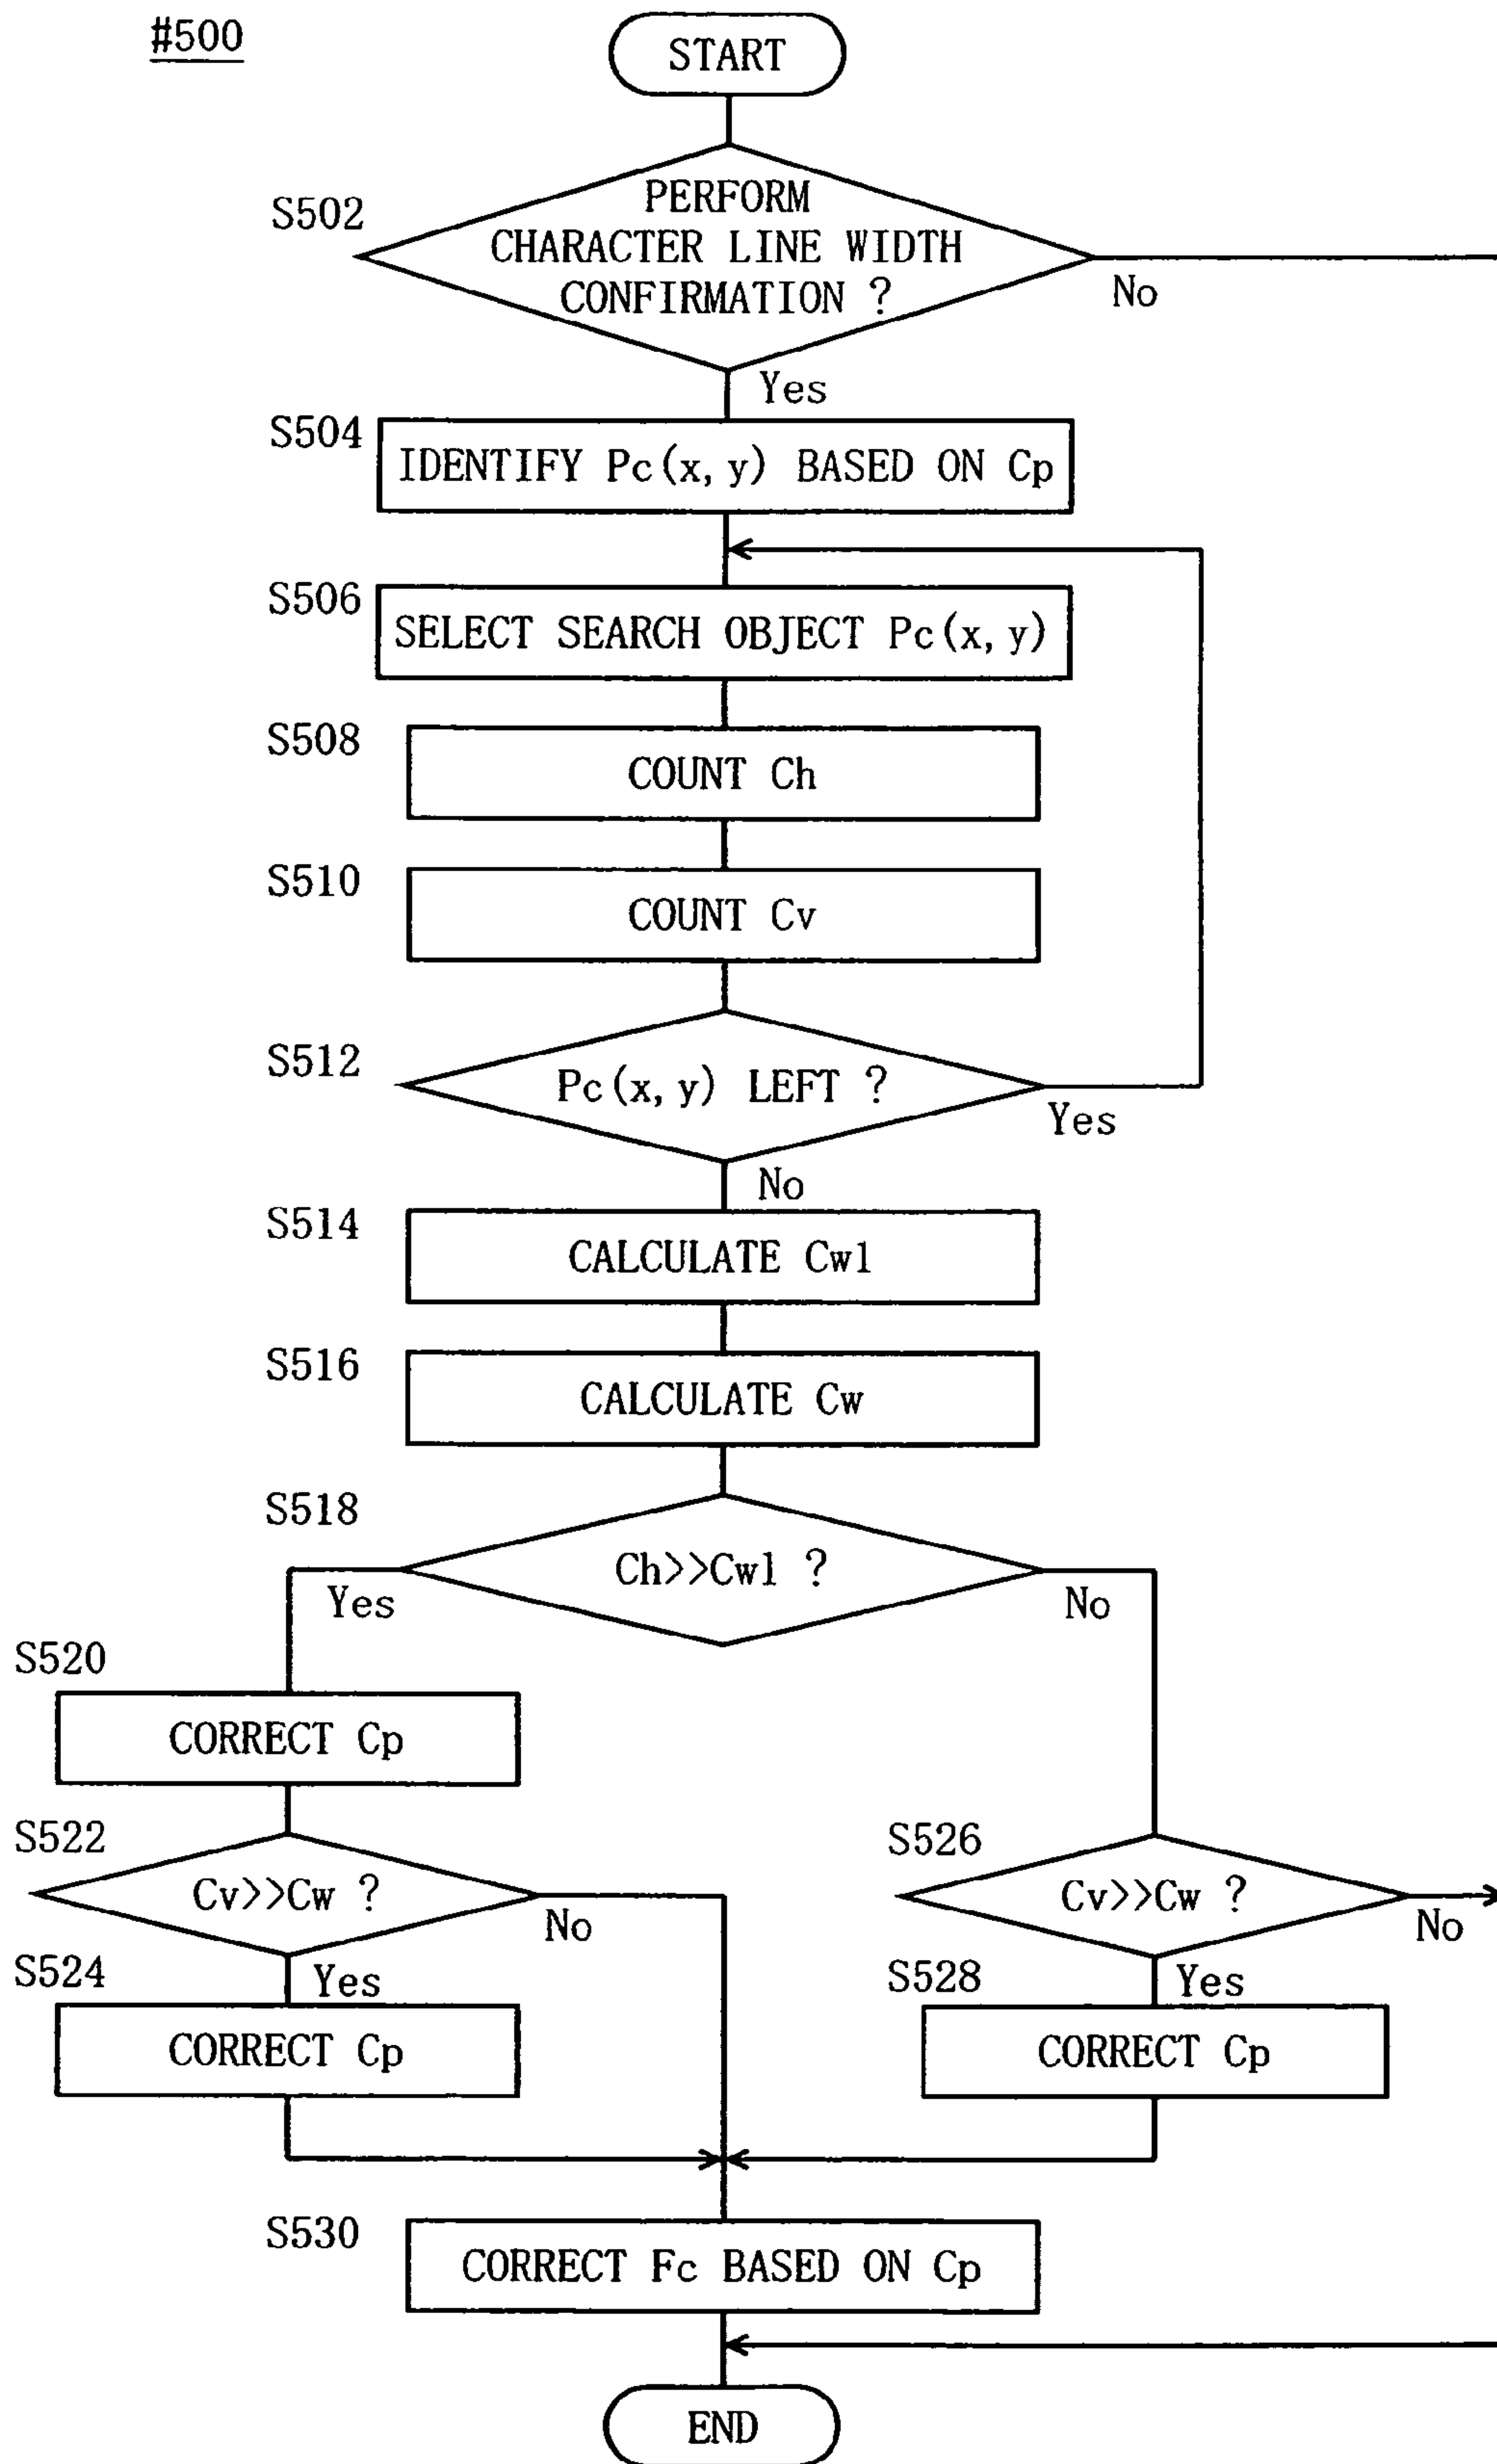 #500
START
S502
PERFORM
CHARACTER LINE WIDTH
CONFIRMATION ?
No
Yes
S504
IDENTIFY Pc(x, y) BASED ON Cp
S506
SELECT SEARCH OBJECT Pc(x, y)
S508
COUNT Ch
S510
COUNT Cv
S512
Pc(x, y) LEFT ?
Yes
No
S514
CALCULATE Cw1
S516
CALCULATE Cw
S518
Ch>>Cw1 ?
Yes
No
S520
CORRECT Cp
S522
Cv>>Cw ?
No
S526
Cv>>Cw ?
No
S524
Yes
CORRECT Cp
S528
Yes
CORRECT Cp
S530
CORRECT Fc BASED ON Cp
END